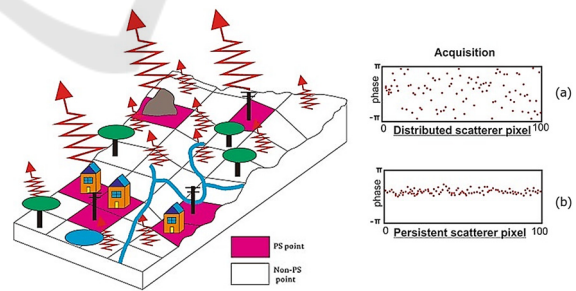 Acquisition
π
phase
-π
0
100
Distributed scatterer pixel
(a)
π
phase
-π
0
100
Persistent scatterer pixel
(b)
PS point
Non-PS
point